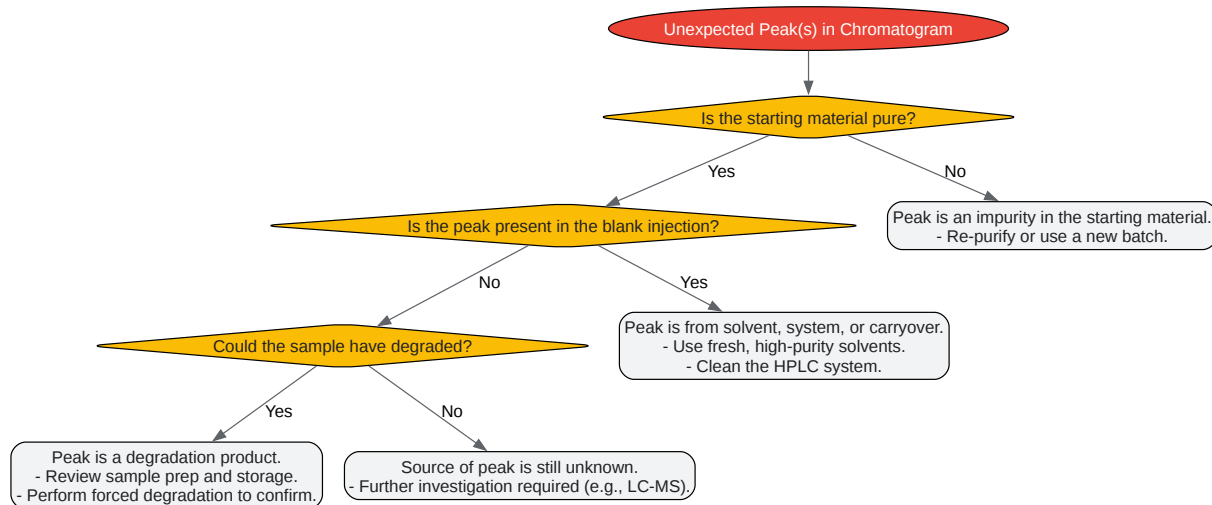 Unexpected Peak(s) in Chromatogram
Is the starting material pure?
Yes
No
Is the peak present in the blank injection?
Peak is an impurity in the starting material.
- Re-purify or use a new batch.
No
Yes
Could the sample have degraded?
Peak is from solvent, system, or carryover.
- Use fresh, high-purity solvents.
- Clean the HPLC system.
Yes
No
Peak is a degradation product.
- Review sample prep and storage.
- Perform forced degradation to confirm.
Source of peak is still unknown.
- Further investigation required (e.g., LC-MS).